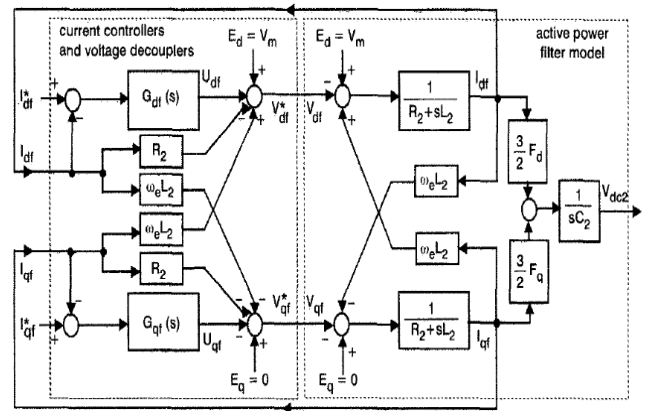 current controllers
and voltage decouplers
E_d = V_m
E_d = V_m
active power
filter model
I*_df
+
-
G_df (s)
U_df
-
+
-
+
V*_df
V_df
-
+
+
1
R_2+sL_2
I_df
I_df
R_2
ω_eL_2
3
2
F_d
ω_eL_2
1
sC_2
V_dc2
ω_eL_2
ω_eL_2
I_qf
R_2
3
2
F_q
-
I*_qf
+
G_qf (s)
U_qf
-
-
-
+
V*_qf
V_qf
-
-
+
1
R_2+sL_2
I_qf
E_q = 0
E_q = 0